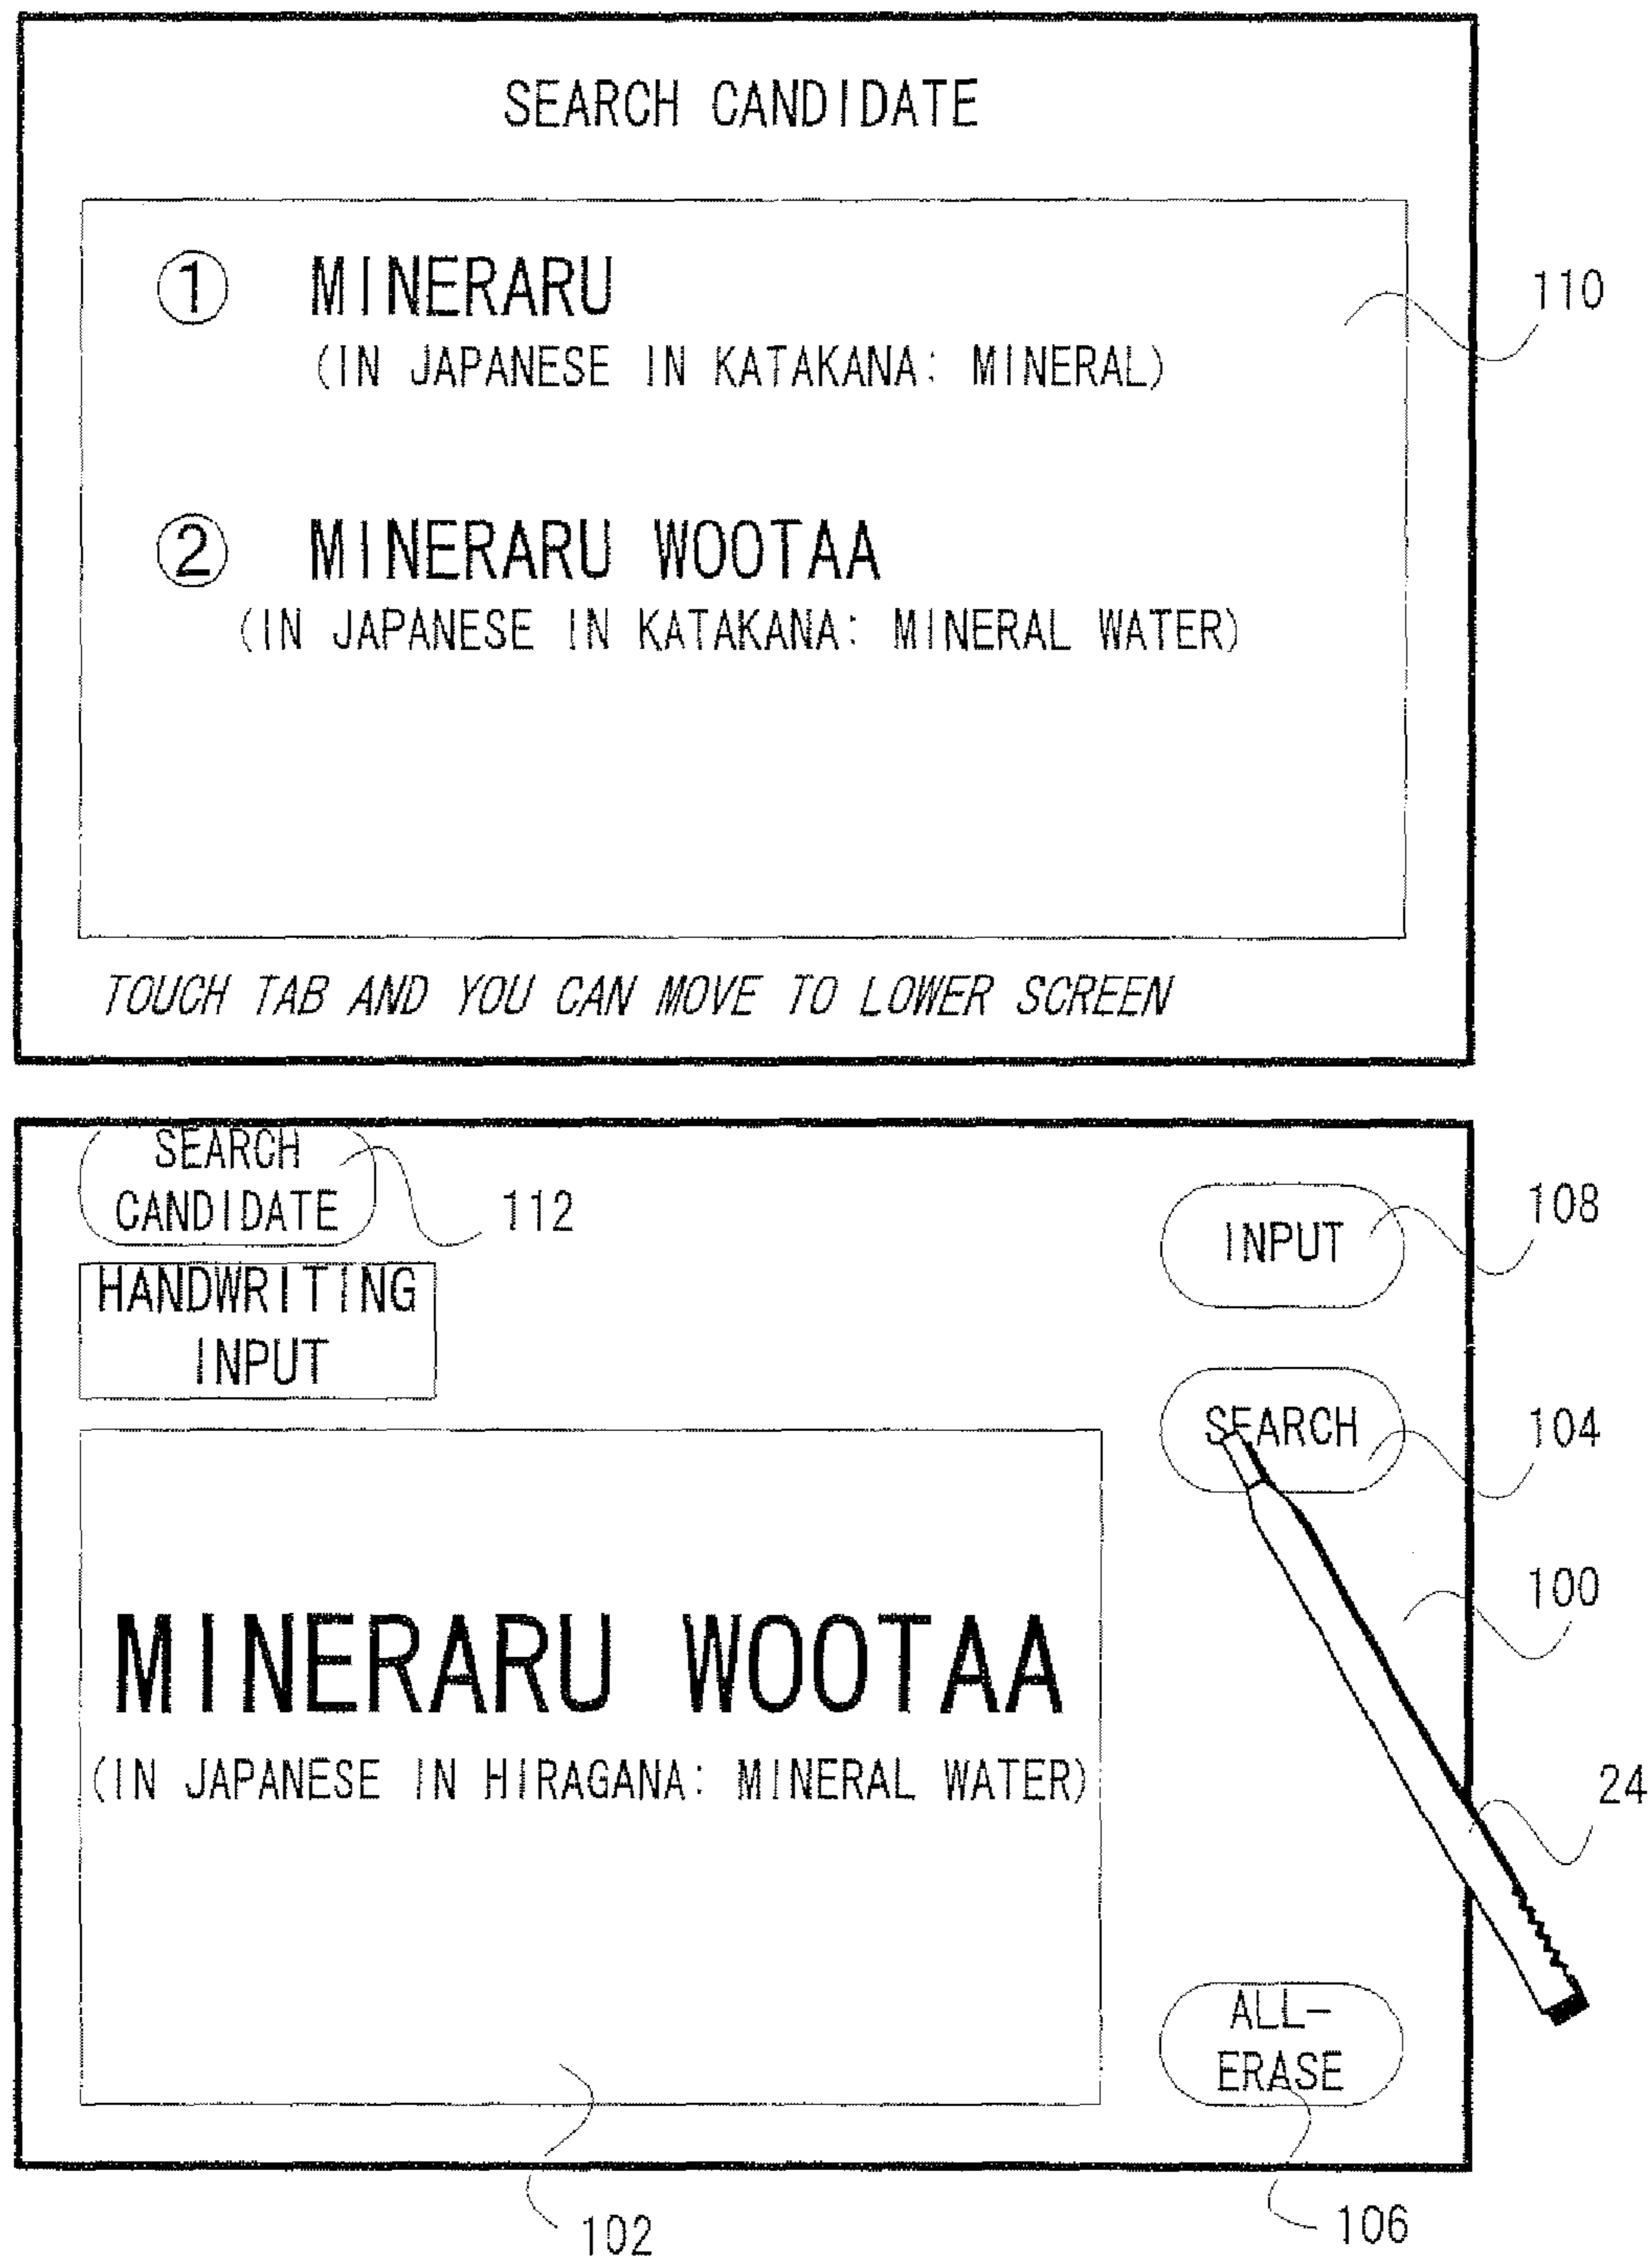 SEARCH CANDIDATE
① MINERARU
(IN JAPANESE IN KATAKANA: MINERAL)
110
② MINERARU WOOTAA
(IN JAPANESE IN KATAKANA: MINERAL WATER)
TOUCH TAB AND YOU CAN MOVE TO LOWER SCREEN
SEARCH
CANDIDATE
112
INPUT
108
HANDWRITING
INPUT
SEARCH
104
100
MINERARU WOOTAA
(IN JAPANESE IN HIRAGANA: MINERAL WATER)
24
ALL-
ERASE
102
106